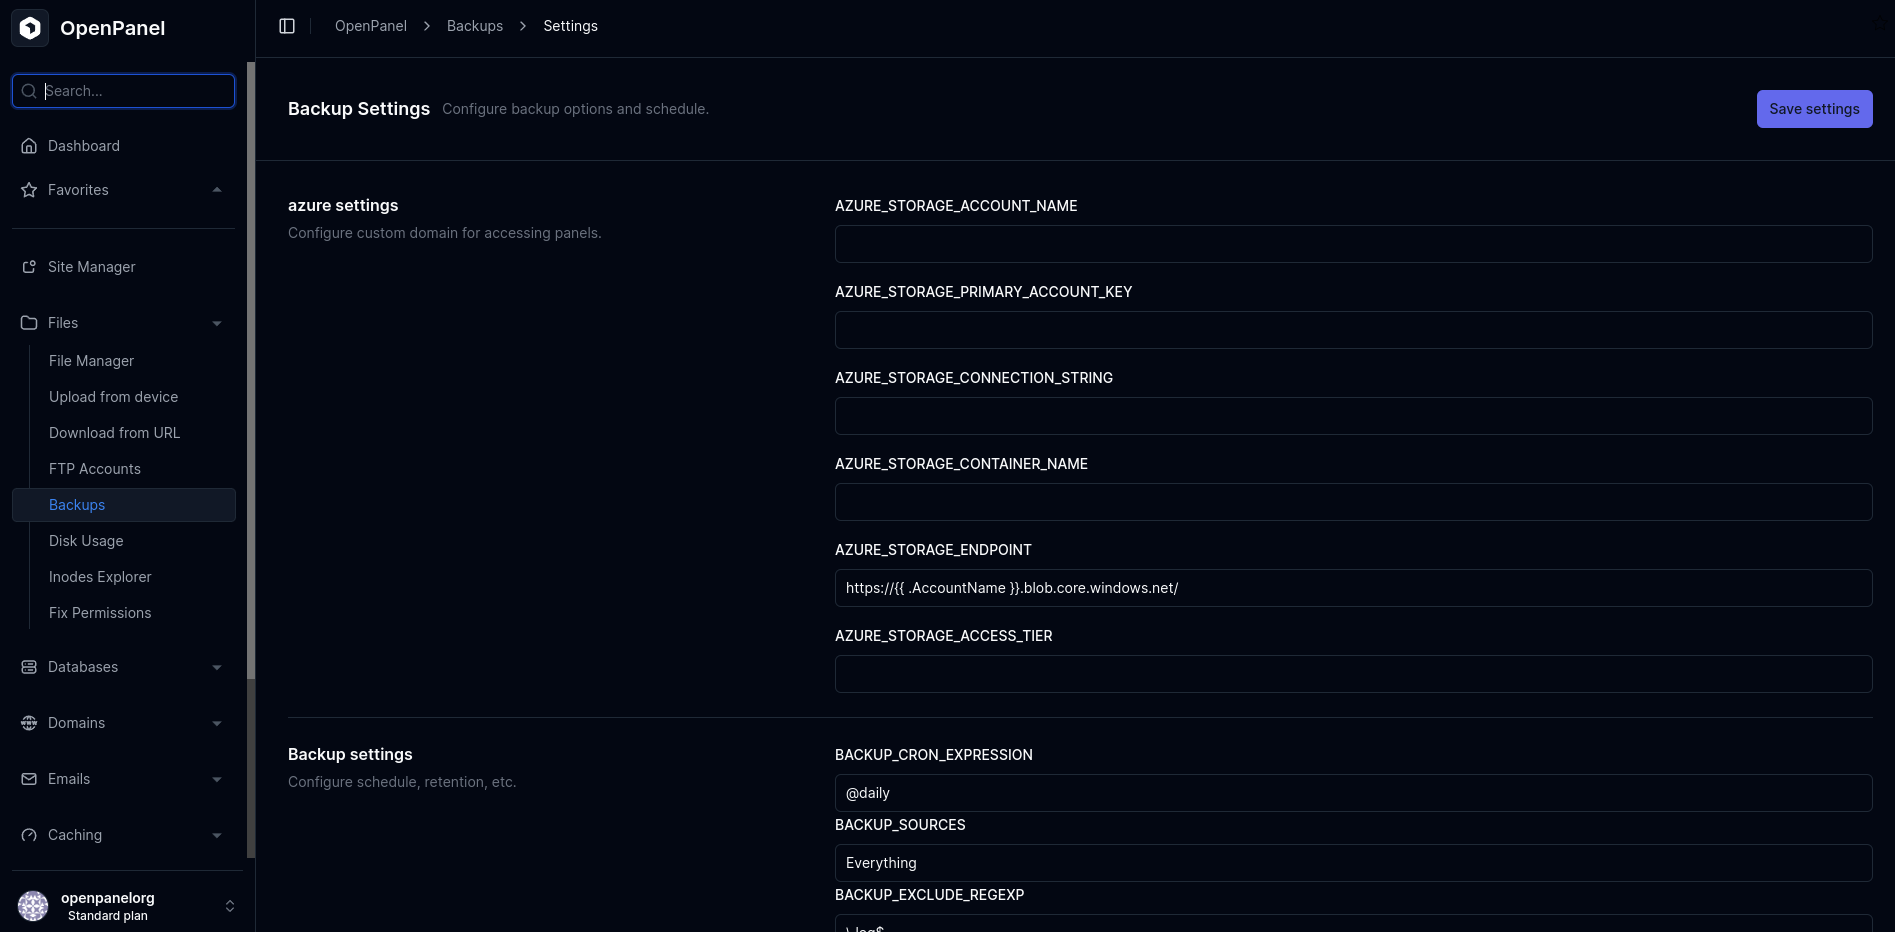 OpenPanel
Search...
Dashboard
Favorites
Site Manager
Files
File Manager
Upload from device
Download from URL
FTP Accounts
Backups
Disk Usage
Inodes Explorer
Fix Permissions
Databases
Domains
Emails
Caching
openpanelorg
Standard plan
OpenPanel > Backups > Settings
Backup Settings Configure backup options and schedule.
Save settings
azure settings
Configure custom domain for accessing panels.
AZURE_STORAGE_ACCOUNT_NAME
AZURE_STORAGE_PRIMARY_ACCOUNT_KEY
AZURE_STORAGE_CONNECTION_STRING
AZURE_STORAGE_CONTAINER_NAME
AZURE_STORAGE_ENDPOINT
https://{{ .AccountName }}.blob.core.windows.net/
AZURE_STORAGE_ACCESS_TIER
Backup settings
Configure schedule, retention, etc.
BACKUP_CRON_EXPRESSION
@daily
BACKUP_SOURCES
Everything
BACKUP_EXCLUDE_REGEXP